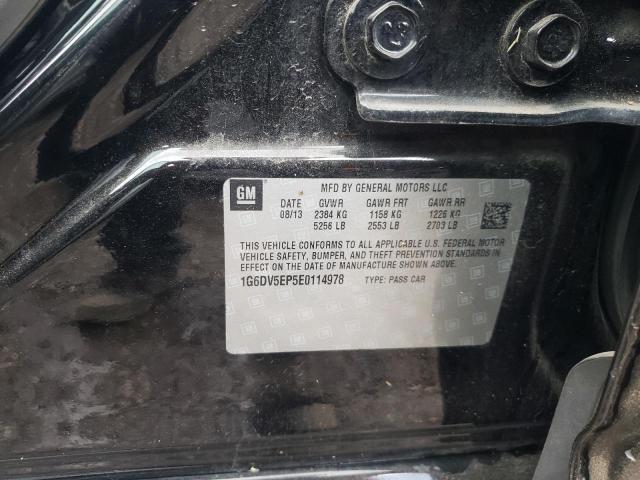 GM
MFD BY GENERAL MOTORS LLC
DATE GVWR GAWR FRT GAWR RR
08/13 2384 KG 1158 KG 1226 KG
5256 LB 2553 LB 2703 LB
THIS VEHICLE CONFORMS TO ALL APPLICABLE U.S. FEDERAL MOTOR
VEHICLE SAFETY, BUMPER, AND THEFT PREVENTION STANDARDS
IN EFFECT ON THE DATE OF MANUFACTURE SHOWN ABOVE.
1G6DV5EP5E0114978 TYPE: PASS CAR